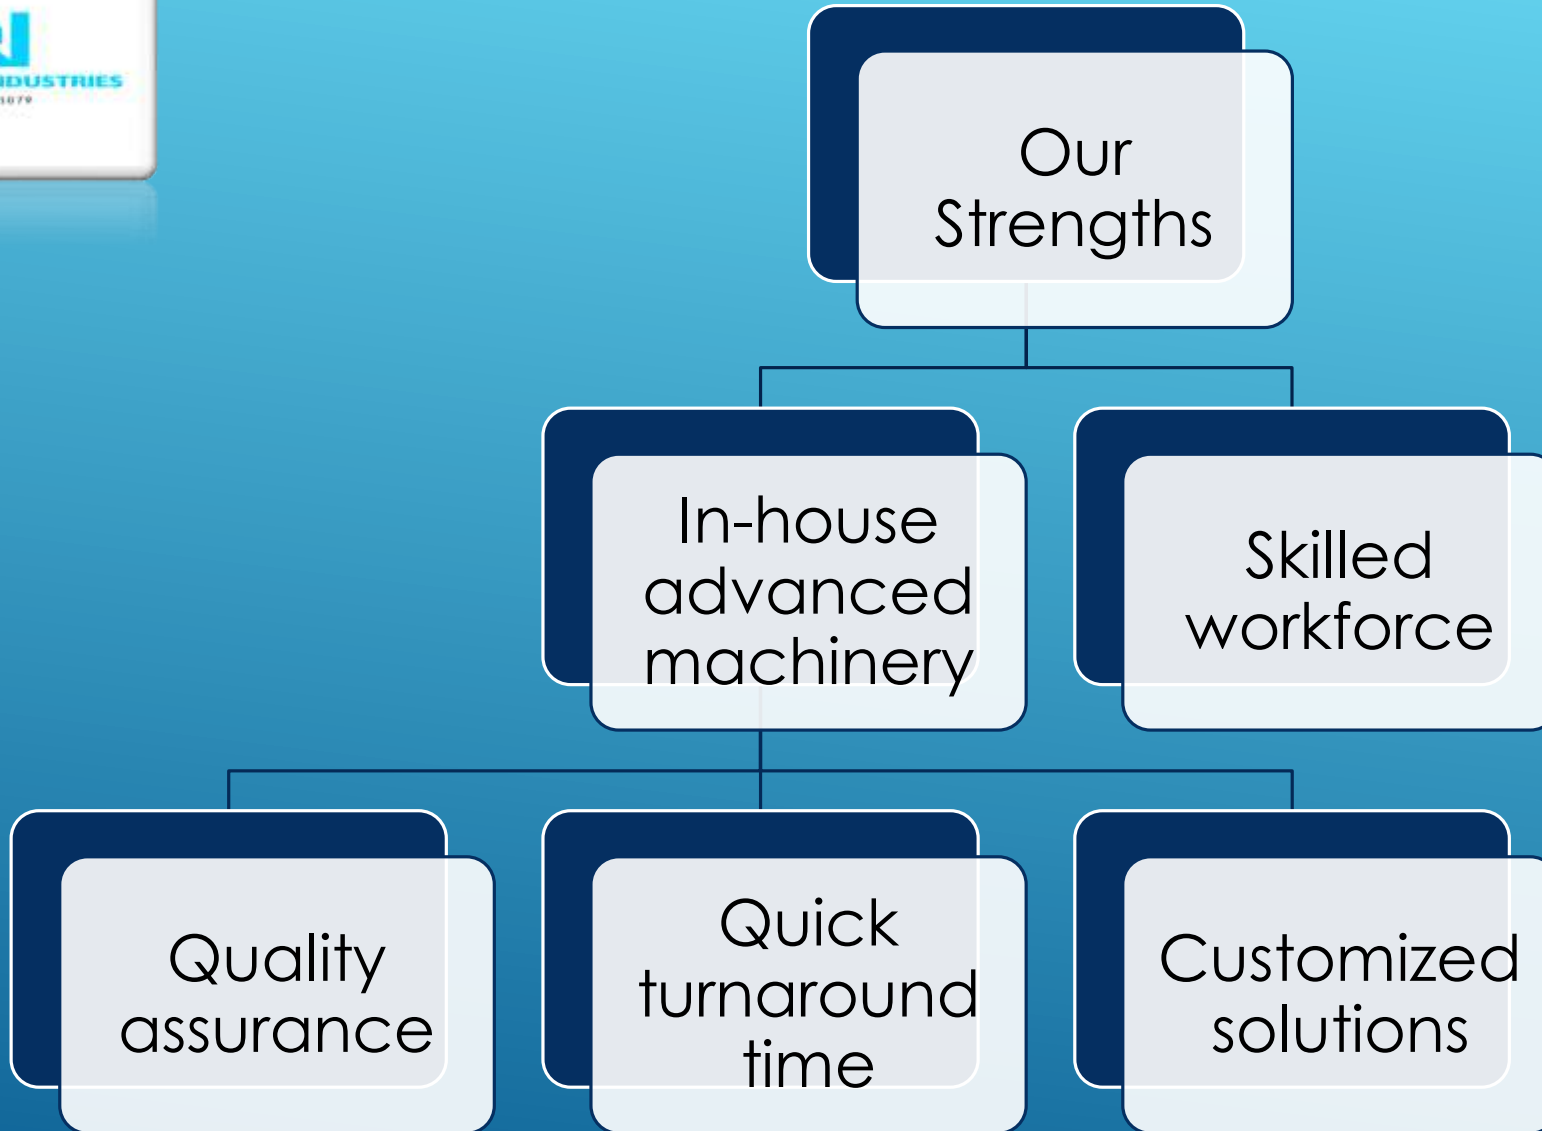 INDUSTRIES
Our
Strengths
In-house
advanced
machinery
Skilled
workforce
Quality
assurance
Quick
turnaround
time
Customized
solutions